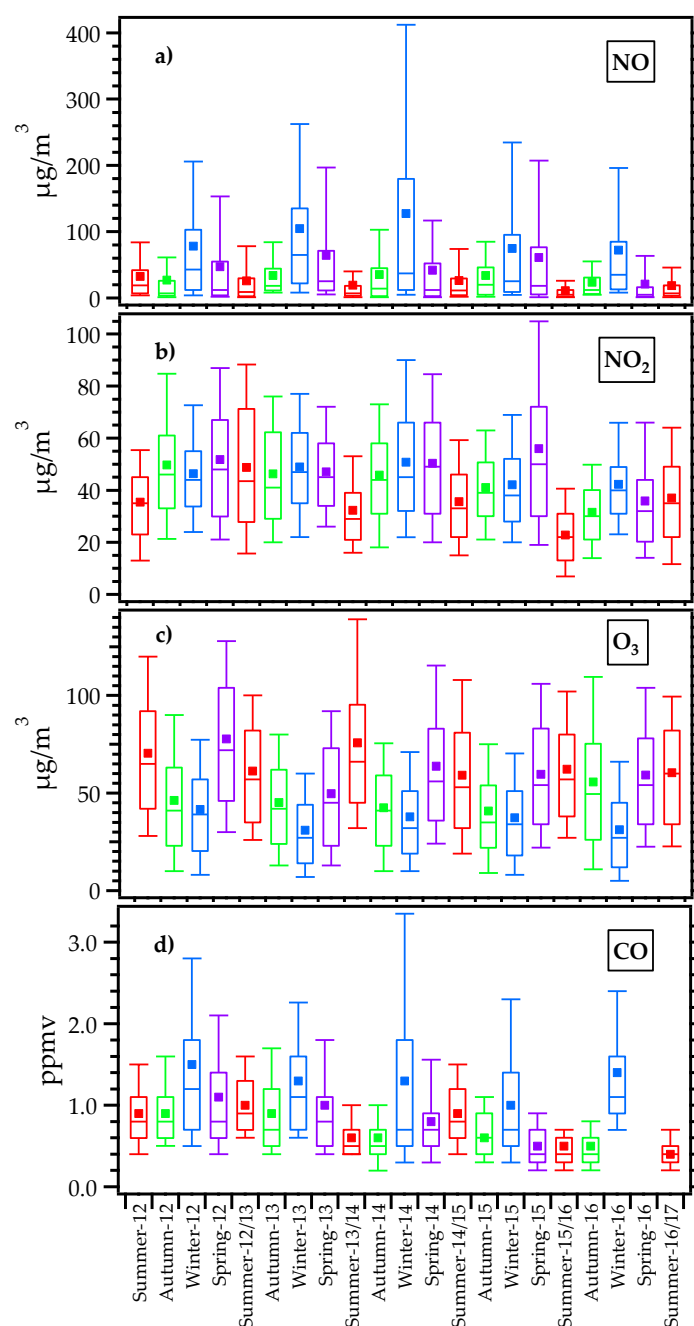 a)
NO
400
300
200
100
0
µg/m³
b)
NO₂
100
80
60
40
20
0
µg/m³
c)
O₃
100
50
0
µg/m³
d)
CO
3.0
2.0
1.0
0.0
ppmv
Summer-12
Autumn-12
Winter-12
Spring-12
Summer-12/13
Autumn-13
Winter-13
Spring-13
Summer-13/14
Autumn-14
Winter-14
Spring-14
Summer-14/15
Autumn-15
Winter-15
Spring-15
Summer-15/16
Autumn-16
Winter-16
Spring-16
Summer-16/17